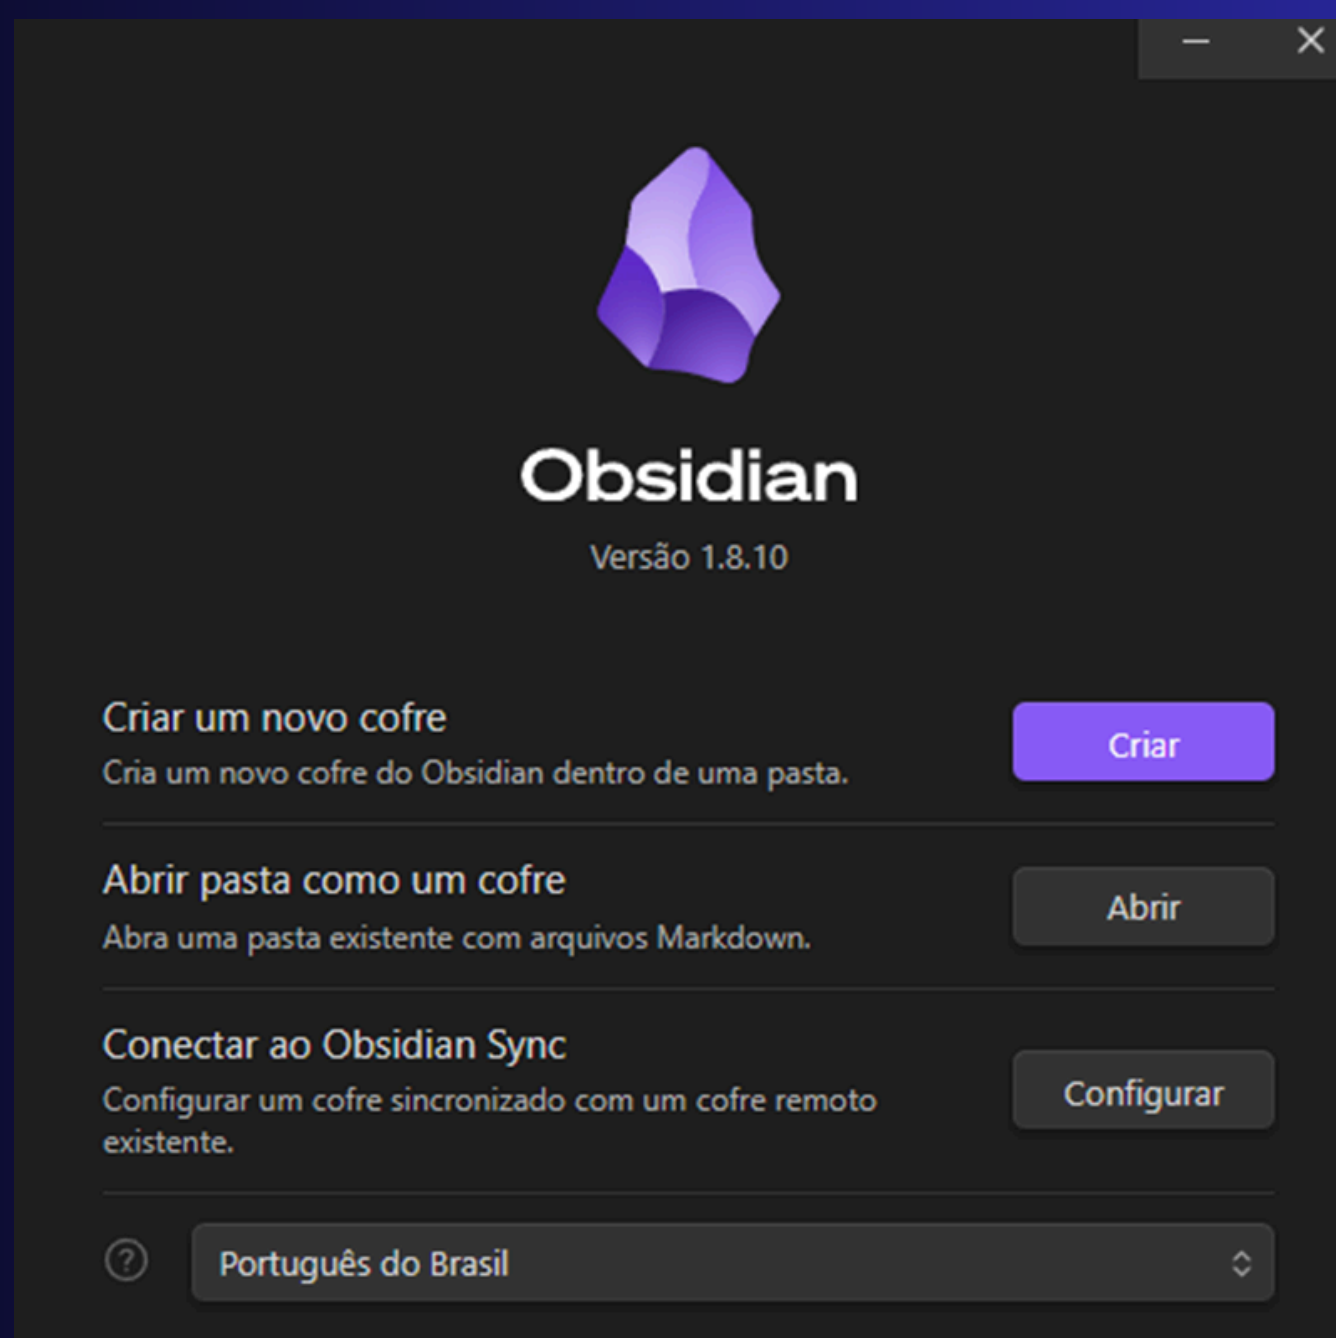 Obsidian
Versão 1.8.10
Criar um novo cofre
Cria um novo cofre do Obsidian dentro de uma pasta.
Criar
Abrir pasta como um cofre
Abra uma pasta existente com arquivos Markdown.
Abrir
Conectar ao Obsidian Sync
Configurar um cofre sincronizado com um cofre remoto
existente.
Configurar
?
Português do Brasil